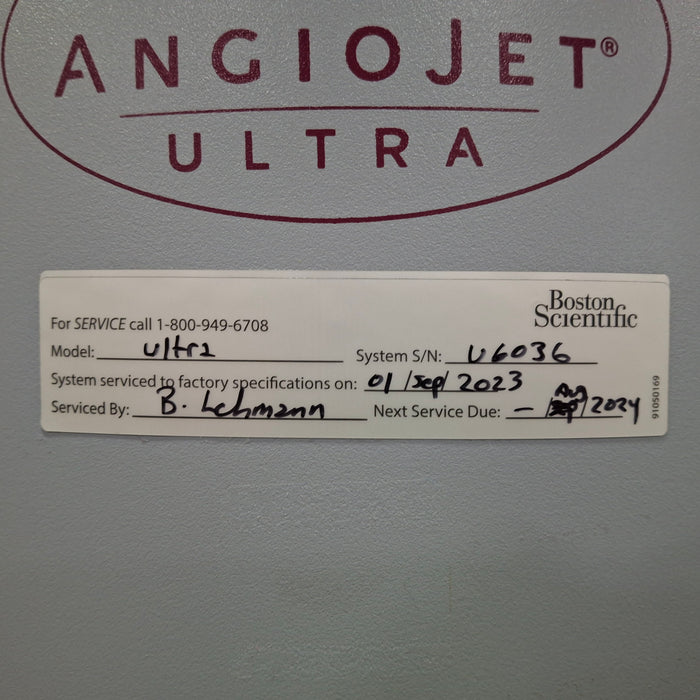 ANGIOJET®
ULTRA
Boston
Scientific
For SERVICE call 1-800-949-6708
Model: Ultra System S/N: U6036
System serviced to factory specifications on: 01 / Sep / 2023
Serviced By: B. Lehmann Next Service Due: — / Aug / 2024
91050169